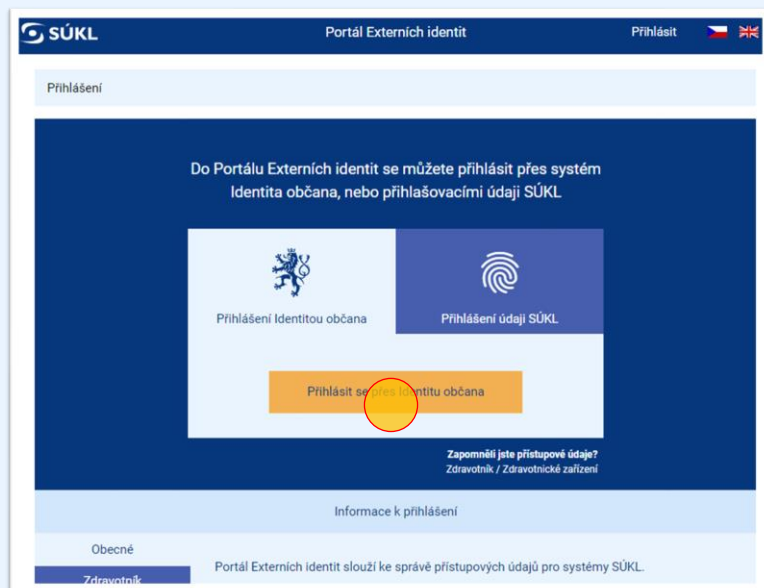 SÚKL
Portál Externích identit
Přihlásit
Přihlášení
Do Portálu Externích identit se můžete přihlásit přes systém
Identita občana, nebo přihlašovacími údaji SÚKL
Přihlášení Identitou občana
Přihlášení údaji SÚKL
Přihlásit se přes Identitu občana
Zapomněli jste přístupové údaje?
Zdravotník / Zdravotnické zařízení
Informace k přihlášení
Obecné
Zdravotník
Portál Externích identit slouží ke správě přístupových údajů pro systémy SÚKL.